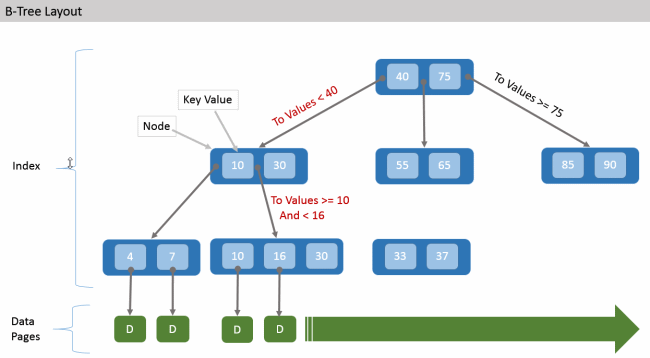 B-Tree Layout
40 75
To Values < 40
To Values >= 75
Key Value
Node
Index
10 30
55 65
85 90
To Values >= 10
And < 16
4 7
10 16 30
33 37
Data
Pages
D D D D